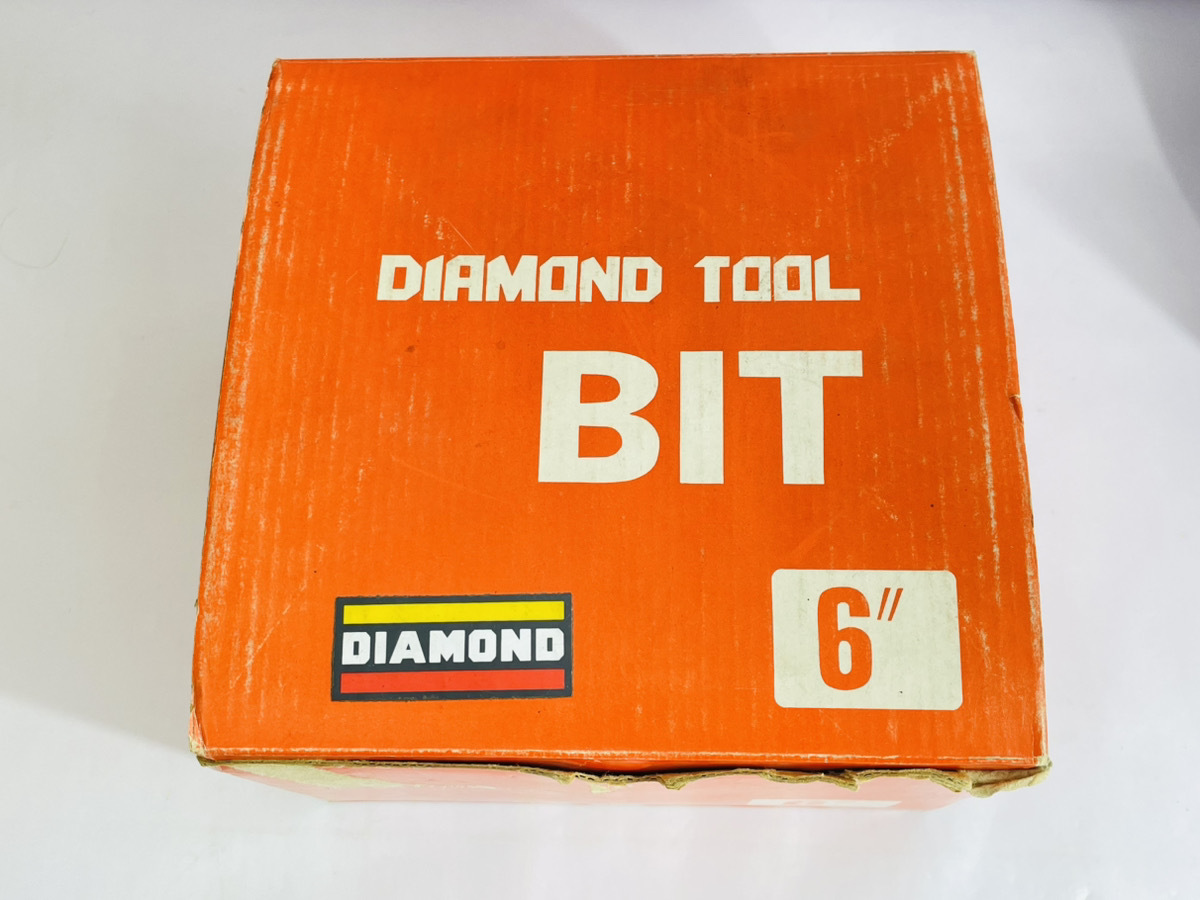 DIAMOND TOOL
BIT
DIAMOND
6"